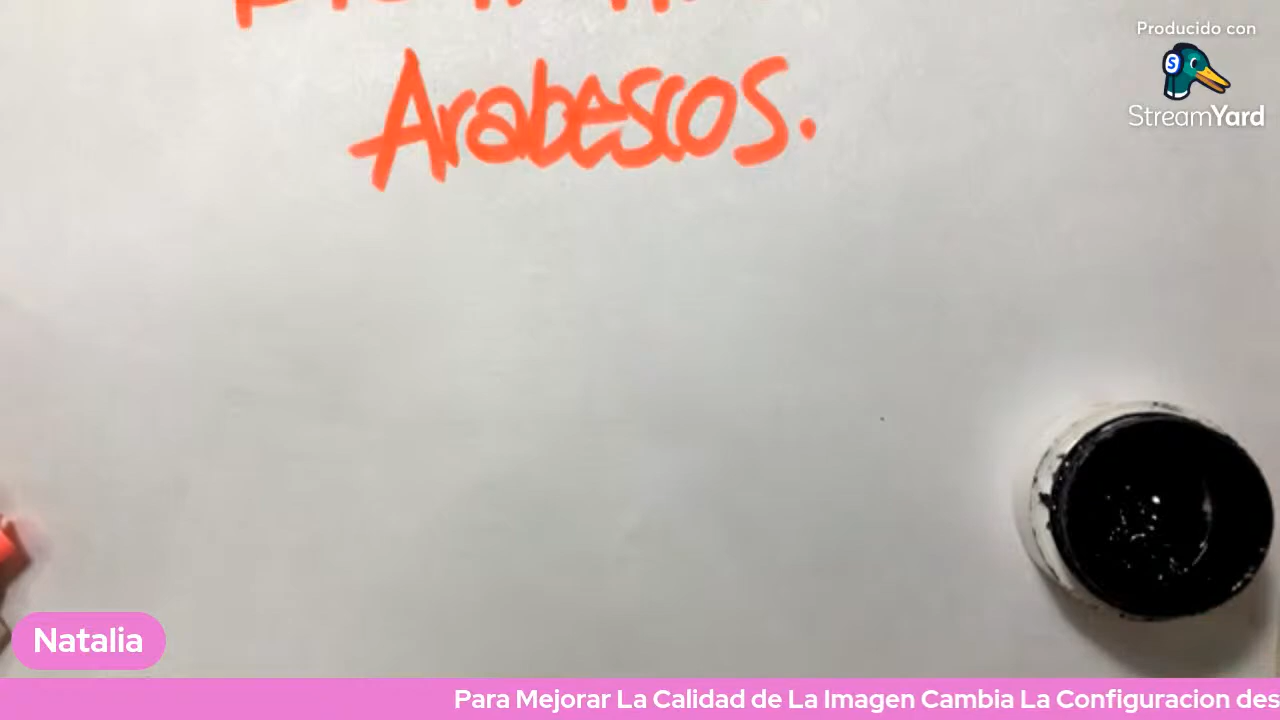 Producido con
StreamYard
Arabescos.
Natalia
Para Mejorar La Calidad de La Imagen Cambia La Configuracion des